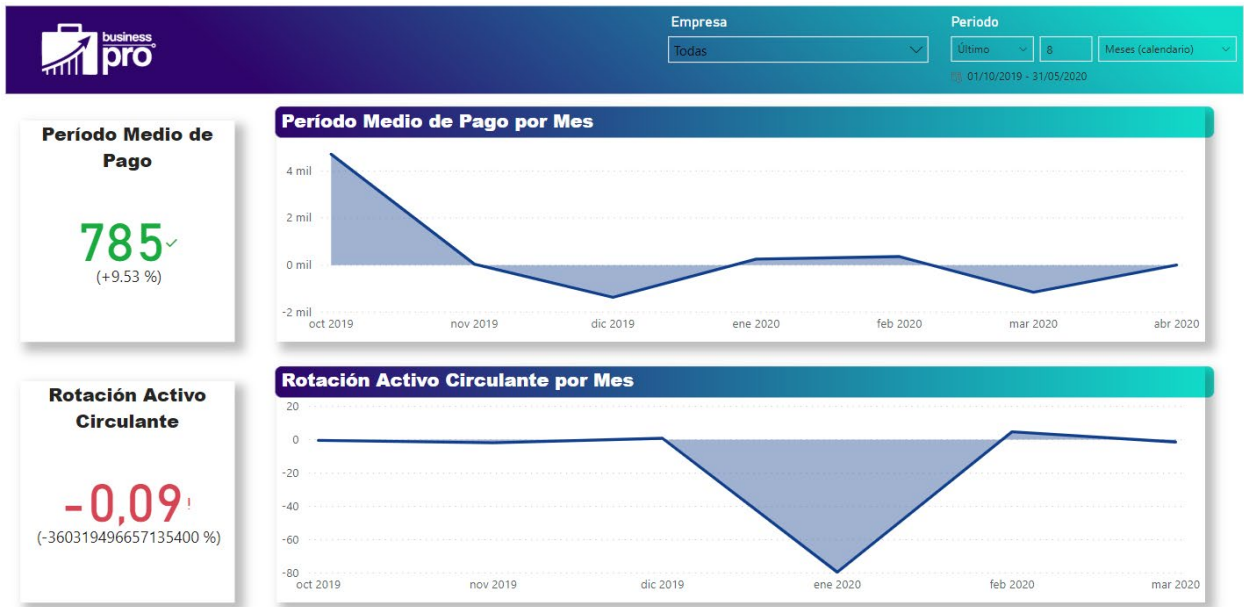 business
pro
Empresa
Todas
Periodo
Último
8
Meses (calendario)
01/10/2019 - 31/05/2020
Período Medio de
Pago
785
(+9.53 %)
Período Medio de Pago por Mes
4 mil
2 mil
0 mil
-2 mil
oct 2019 nov 2019 dic 2019 ene 2020 feb 2020 mar 2020 abr 2020
Rotación Activo
Circulante
-0,09!
(-360319496657135400 %)
Rotación Activo Circulante por Mes
20
0
-20
-40
-60
-80
oct 2019 nov 2019 dic 2019 ene 2020 feb 2020 mar 2020